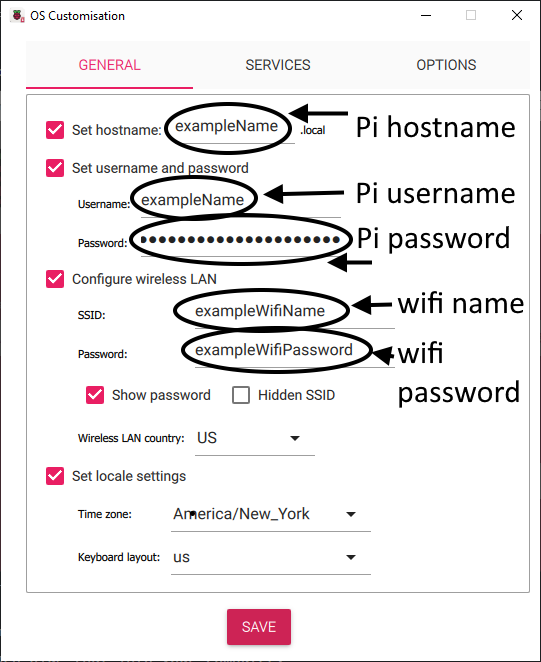 OS Customisation
GENERAL SERVICES OPTIONS
Set hostname: exampleName .local Pi hostname
Set username and password
Username: exampleName Pi username
Password: •••••••••••••••••••• Pi password
Configure wireless LAN
SSID: exampleWifiName wifi name
Password: exampleWifiPassword wifi
password
Show password Hidden SSID
Wireless LAN country: US
Set locale settings
Time zone: America/New_York
Keyboard layout: us
SAVE